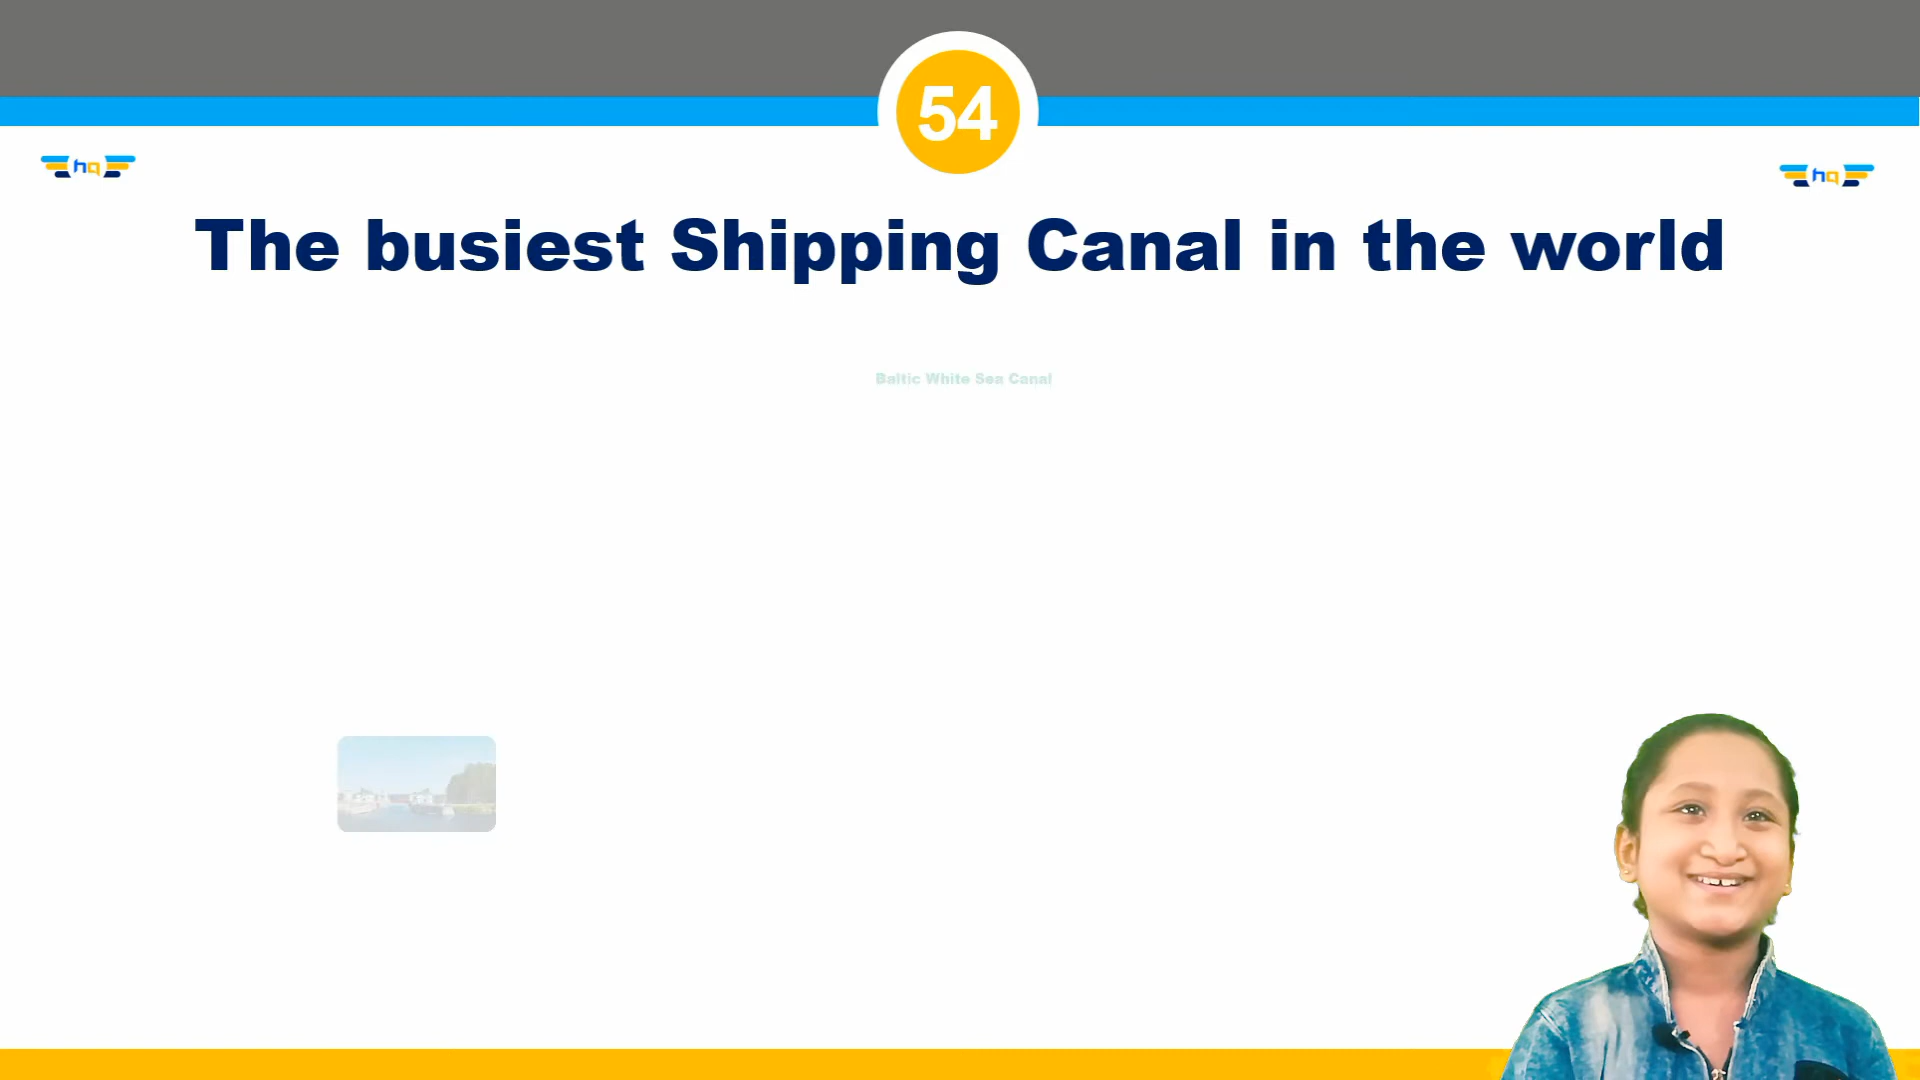 54
hq
hq
The busiest Shipping Canal in the world
Baltic White Sea Canal